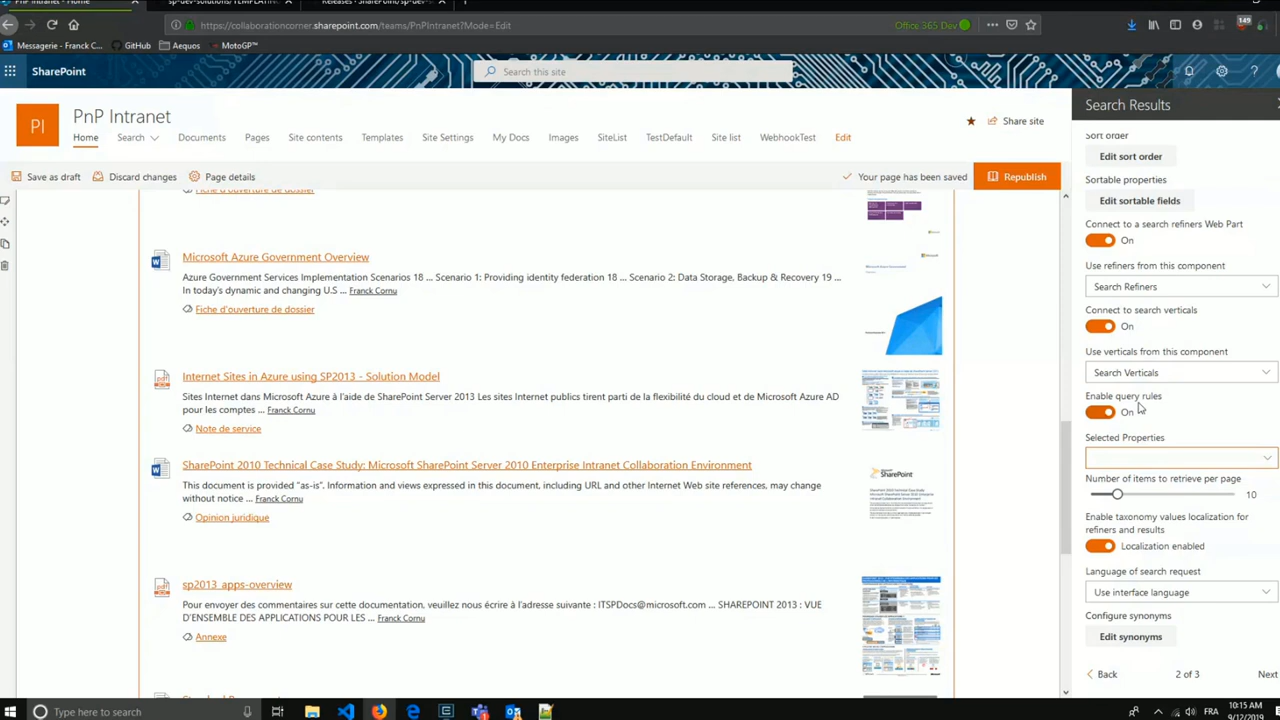 PnP Intranet
https://collaborationcorner.sharepoint.com/teams/PnPIntranet?Mode=Edit
Office 365 Dev
149
Messagerie - Franck C...
GitHub
Aequos
MotoGP™
SharePoint
Search this site
PI
PnP Intranet
Home
Search
Documents
Pages
Site contents
Templates
Site Settings
My Docs
Images
SiteList
TestDefault
Site list
WebhookTest
Edit
Share site
Save as draft
Discard changes
Page details
Your page has been saved
Republish
Fiche d'ouverture de dossier
Microsoft Azure Government Overview
Azure Government Services Implementation Scenarios 18 ... Scenario 1: Providing identity federation 18 ... Scenario 2: Data Storage, Backup & Recovery 19 ...
In today's dynamic and changing U.S ... Franck Cornu
Fiche d'ouverture de dossier
Internet Sites in Azure using SP2013 - Solution Model
Sites Internet dans Microsoft Azure à l'aide de SharePoint Server 2013 Les sites Internet publics tirent parti de la flexibilité du cloud et de Microsoft Azure AD
pour les comptes ... Franck Cornu
Note de service
SharePoint 2010 Technical Case Study: Microsoft SharePoint Server 2010 Enterprise Intranet Collaboration Environment
This document is provided "as-is". Information and views expressed in this document, including URL and other Internet Web site references, may change
without notice ... Franck Cornu
Opinion juridique
SharePoint
sp2013_apps-overview
Pour envoyer des commentaires sur cette documentation, veuillez nous écrire à l'adresse suivante : ITSPDocs@microsoft.com ... SHAREPOINT 2013 : VUE
D'ENSEMBLE DES APPLICATIONS POUR LES ... Franck Cornu
Annexe
Search Results
Sort order
Edit sort order
Sortable properties
Edit sortable fields
Connect to a search refiners Web Part
On
Use refiners from this component
Search Refiners
Connect to search verticals
On
Use verticals from this component
Search Verticals
Enable query rules
On
Selected Properties
Number of items to retrieve per page
10
Enable taxonomy values localization for
refiners and results
Localization enabled
Language of search request
Use interface language
Configure synonyms
Edit synonyms
Back
2 of 3
Next
Type here to search
FRA
10:15 AM
9/12/2019